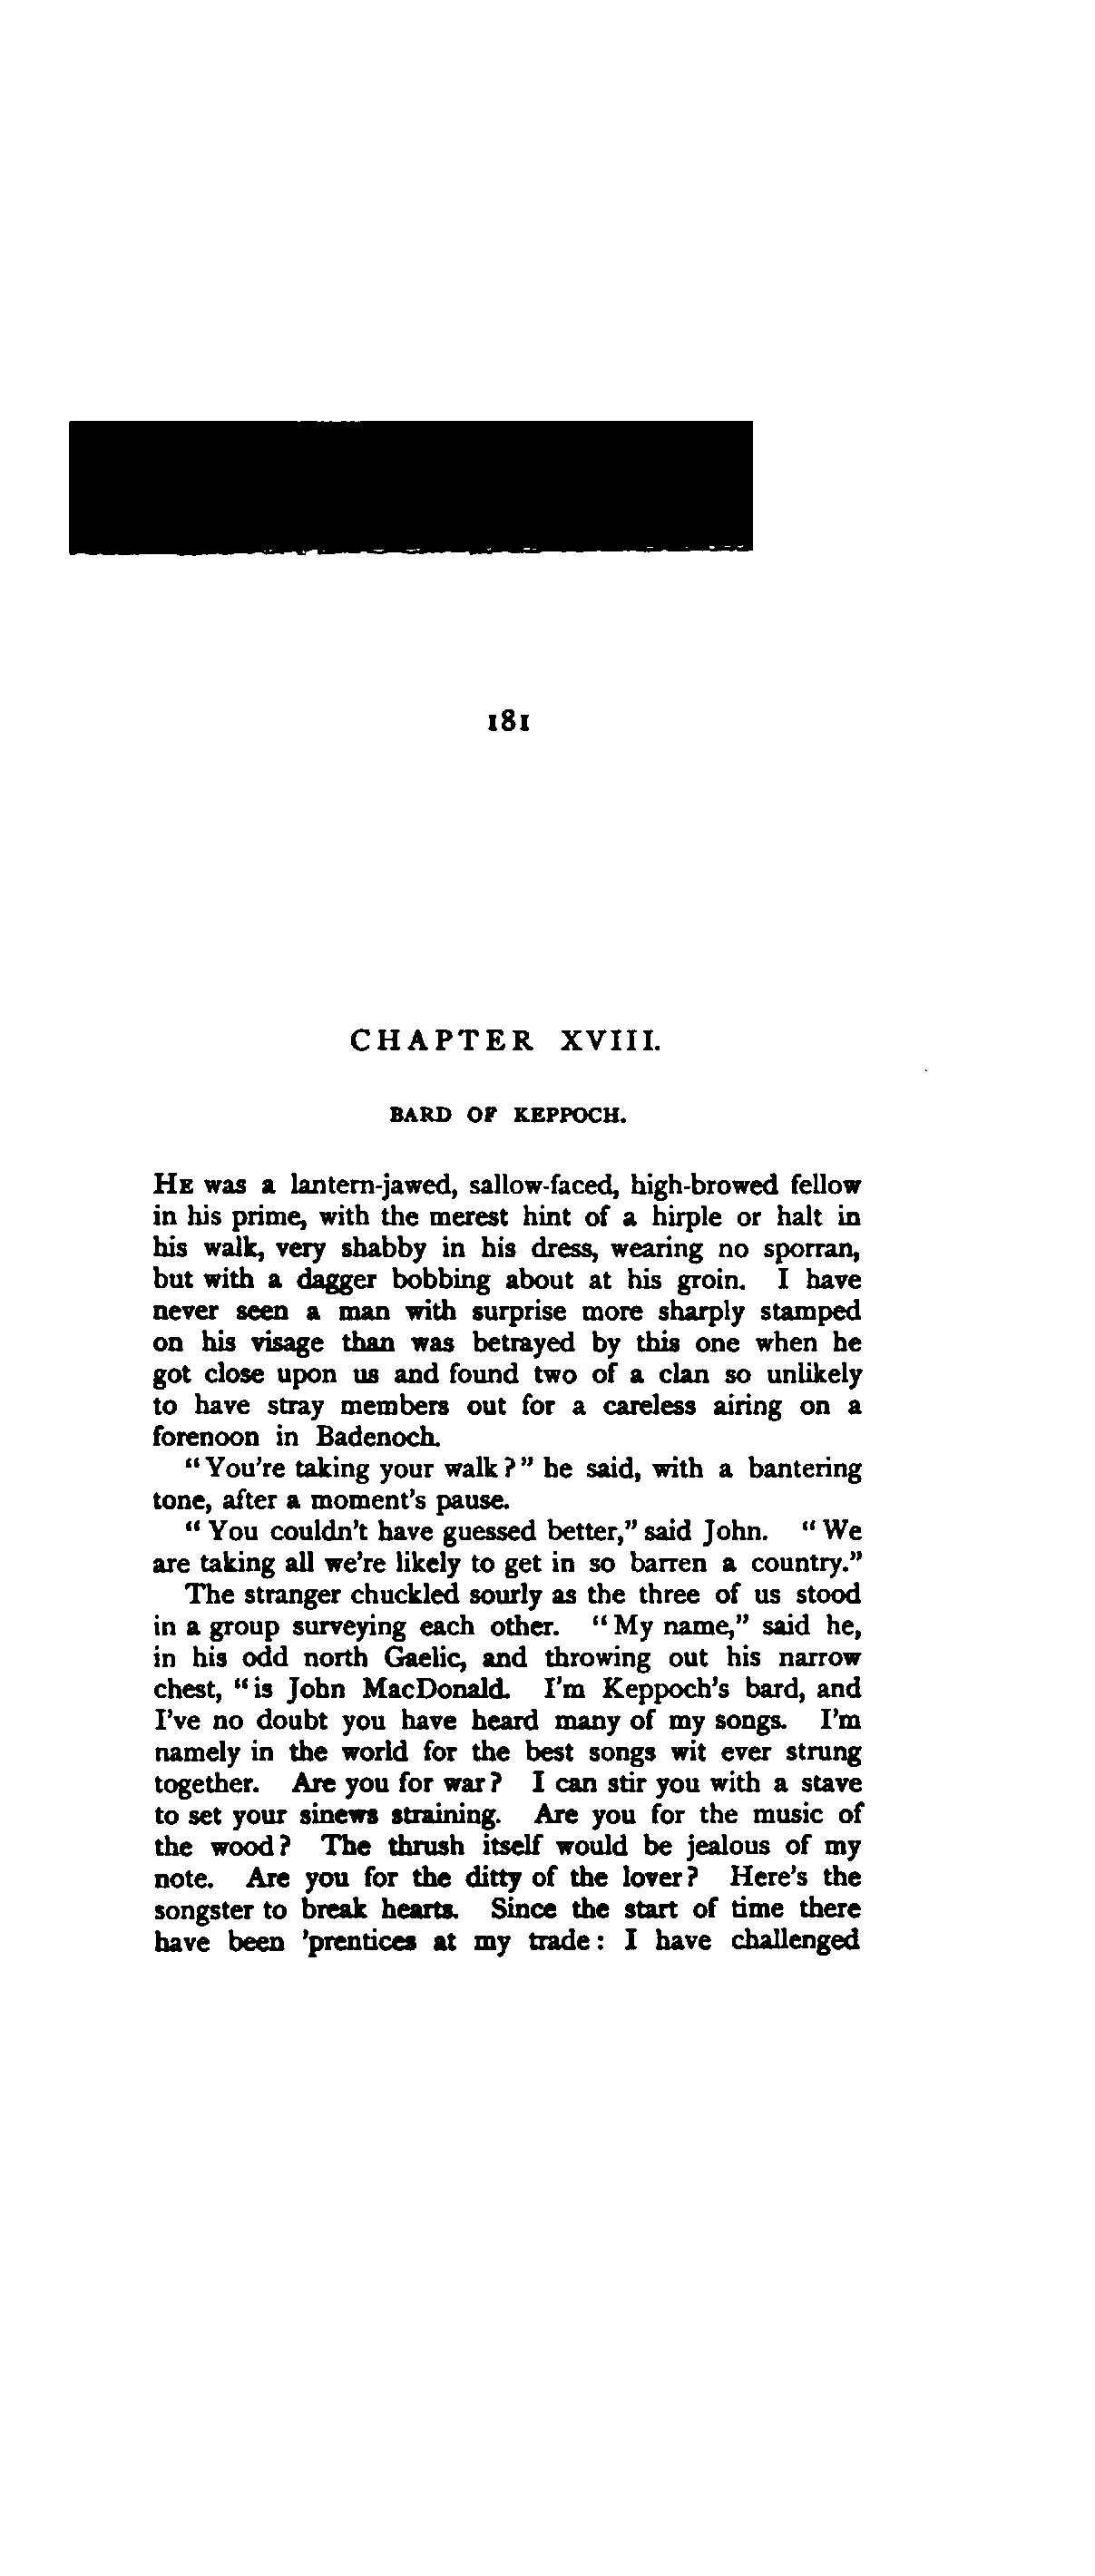 181
CHAPTER XVIII.
BARD OF KEPPOCH.
HE was a lantern-jawed, sallow-faced, high-browed fellow
in his prime, with the merest hint of a hirple or halt in
his walk, very shabby in his dress, wearing no sporran,
but with a dagger bobbing about at his groin. I have
never seen a man with surprise more sharply stamped
on his visage than was betrayed by this one when he
got close upon us and found two of a clan so unlikely
to have stray members out for a careless airing on a
forenoon in Badenoch.
"You're taking your walk?" he said, with a bantering
tone, after a moment's pause.
"You couldn't have guessed better," said John. "We
are taking all we're likely to get in so barren a country."
The stranger chuckled sourly as the three of us stood
in a group surveying each other. "My name," said he,
in his odd north Gaelic, and throwing out his narrow
chest, "is John MacDonald. I'm Keppoch's bard, and
I've no doubt you have heard many of my songs. I'm
namely in the world for the best songs wit ever strung
together. Are you for war? I can stir you with a stave
to set your sinews straining. Are you for the music of
the wood? The thrush itself would be jealous of my
note. Are you for the ditty of the lover? Here's the
songster to break hearts. Since the start of time there
have been 'prentices at my trade: I have challenged